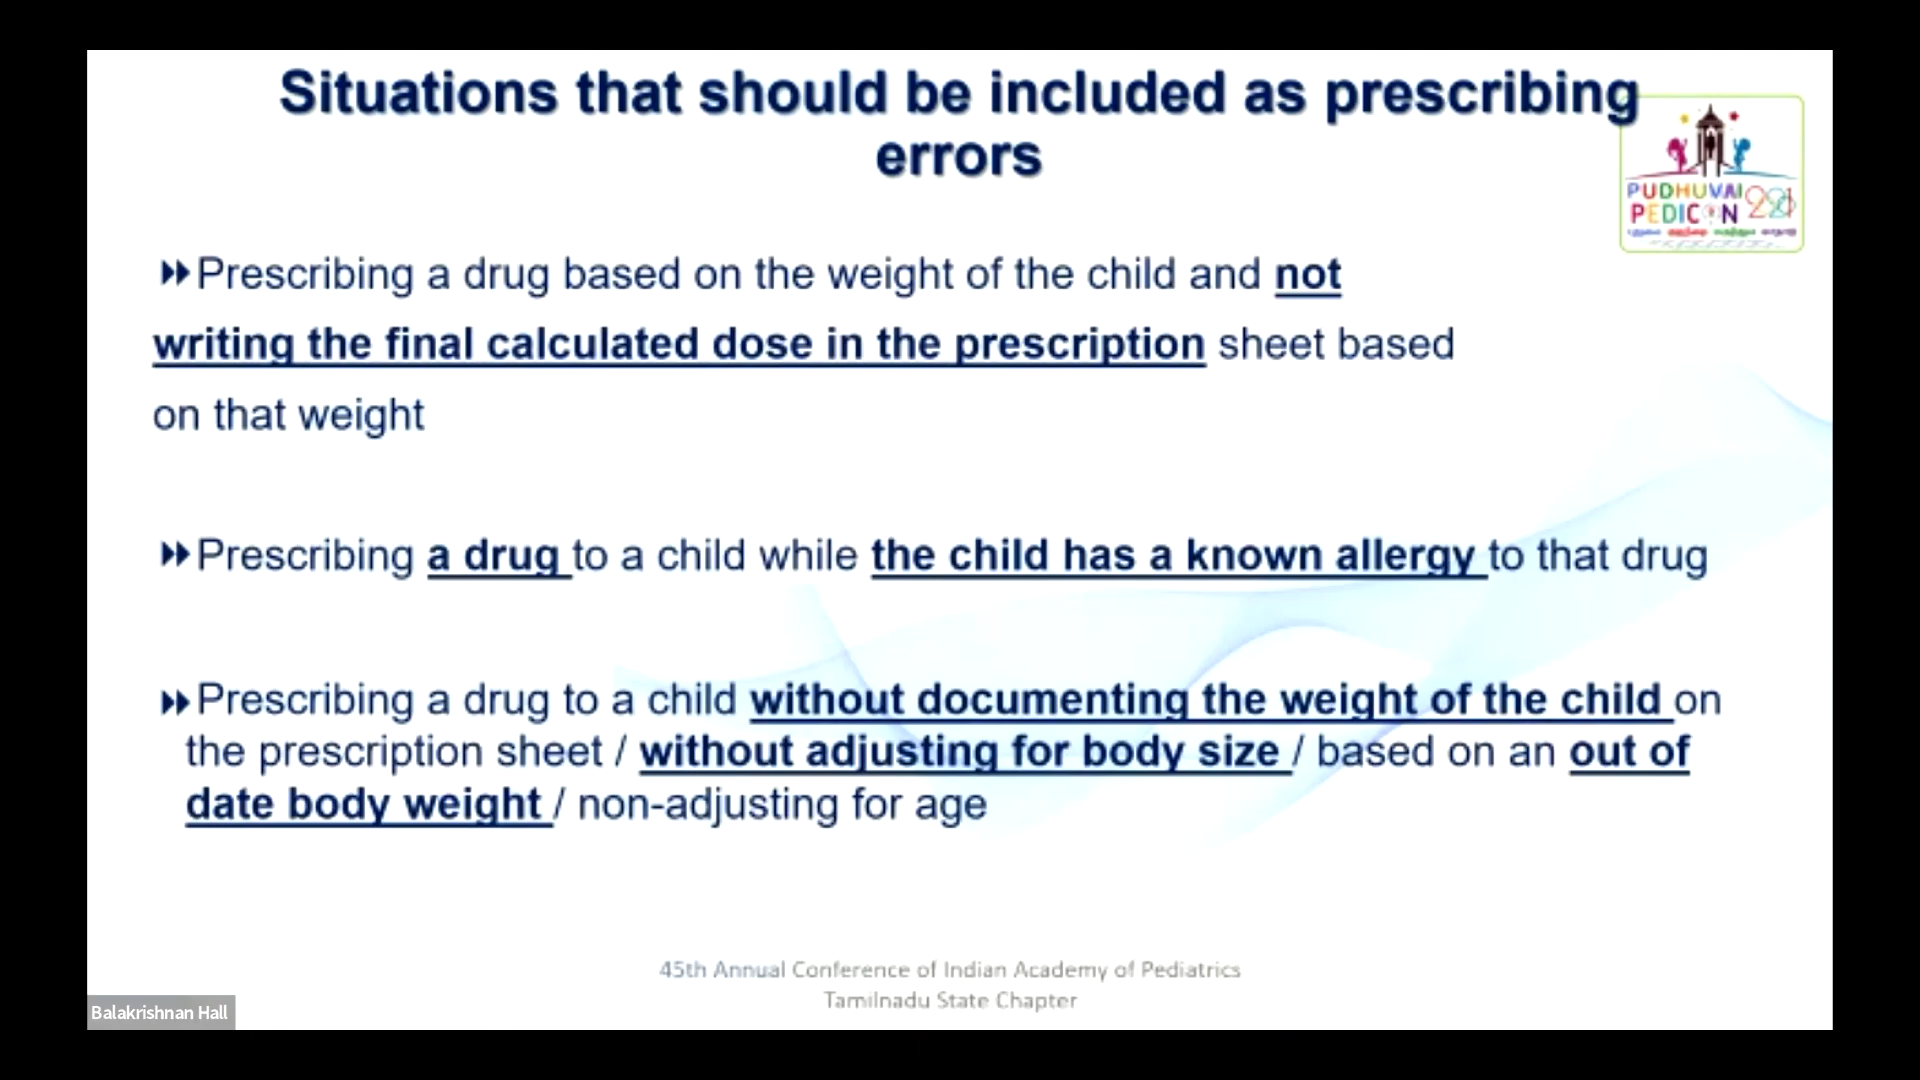 Situations that should be included as prescribing
errors
PUDHUVAI
PEDICON
Prescribing a drug based on the weight of the child and not
writing the final calculated dose in the prescription sheet based
on that weight
Prescribing a drug to a child while the child has a known allergy to that drug
Prescribing a drug to a child without documenting the weight of the child on
the prescription sheet / without adjusting for body size / based on an out of
date body weight / non-adjusting for age
45th Annual Conference of Indian Academy of Pediatrics
Tamilnadu State Chapter
Balakrishnan Hall